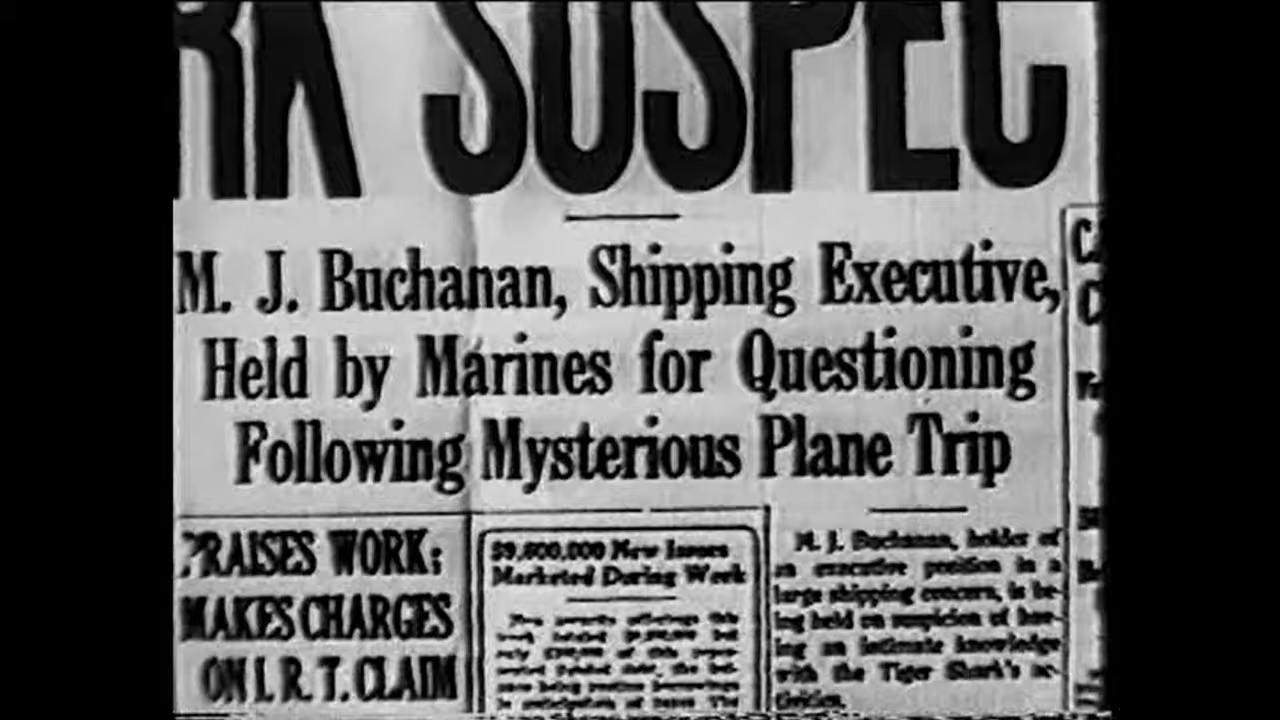 RK SUSPEC
M. J. Buchanan, Shipping Executive,
Held by Marines for Questioning
Following Mysterious Plane Trip
PRAISES WORK:
MAKES CHARGES
ON I. R. T. CLAIM
$9,600,000 New Issues
Marketed During Week
M. J. Buchanan, holder of
an executive position in a
large shipping concern, is be-
ing held on suspicion of hav-
ing an intimate knowledge
with the Tiger Shark's ac-
tivities.